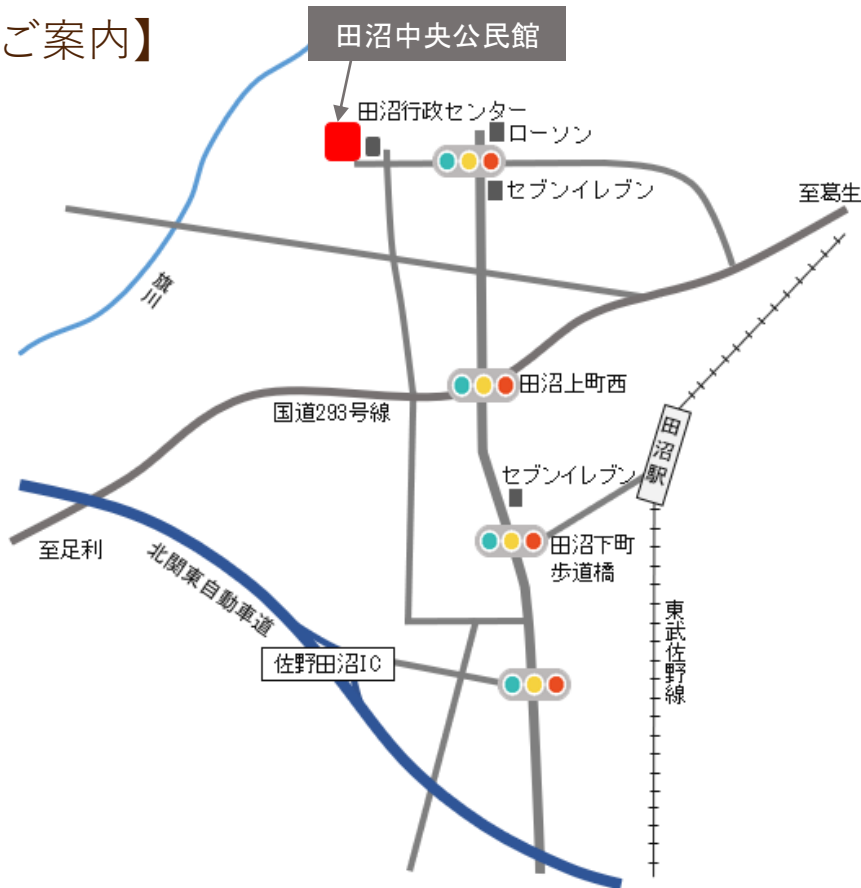 ご案内】
田沼中央公民館
田沼行政センター
ローソン
セブンイレブン
至葛生
旗川
田沼上町西
国道293号線
田沼駅
セブンイレブン
田沼下町
歩道橋
至足利
北関東自動車道
東武佐野線
佐野田沼IC